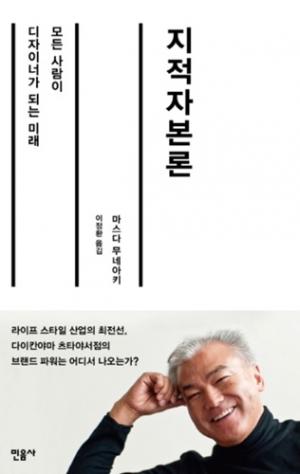 지적자본론
모든 사람이
디자이너가 되는 미래
마스다 무네아키
이정환 옮김
라이프 스타일 산업의 최전선,
다이칸야마 츠타야서점의
브랜드 파워는 어디서 나오는가?
민음사